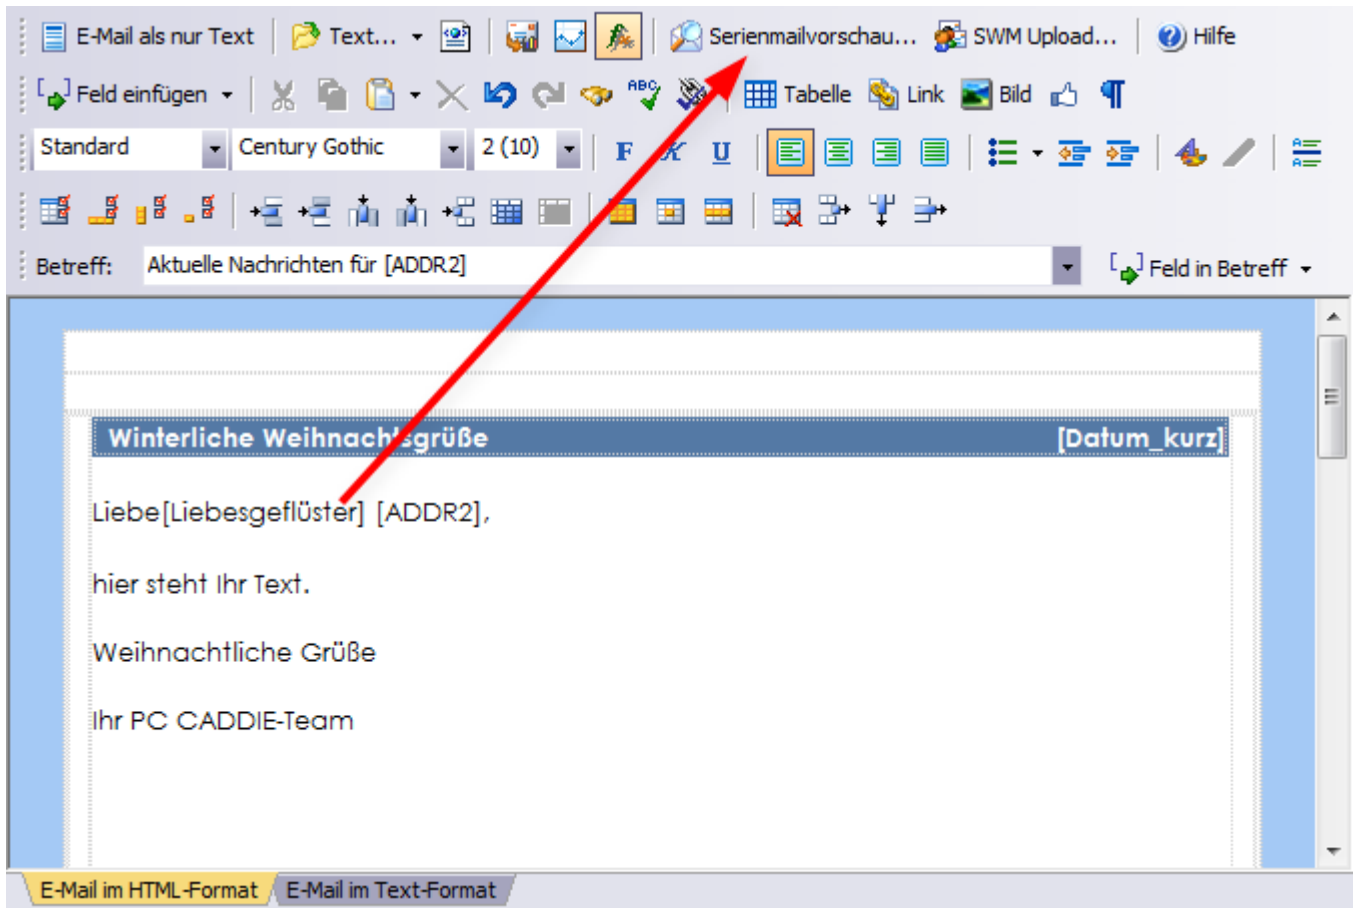 E-Mail als nur Text Text... Serienmailvorschau... SWM Upload... Hilfe
Feld einfügen ABC Tabelle Link Bild
Standard Century Gothic 2 (10) F K U
Betreff: Aktuelle Nachrichten für [ADDR2] Feld in Betreff
Winterliche Weihnachtsgrüße [Datum_kurz]
Liebe[Liebesgeflüster] [ADDR2],
hier steht Ihr Text.
Weihnachtliche Grüße
Ihr PC CADDIE-Team
E-Mail im HTML-Format E-Mail im Text-Format